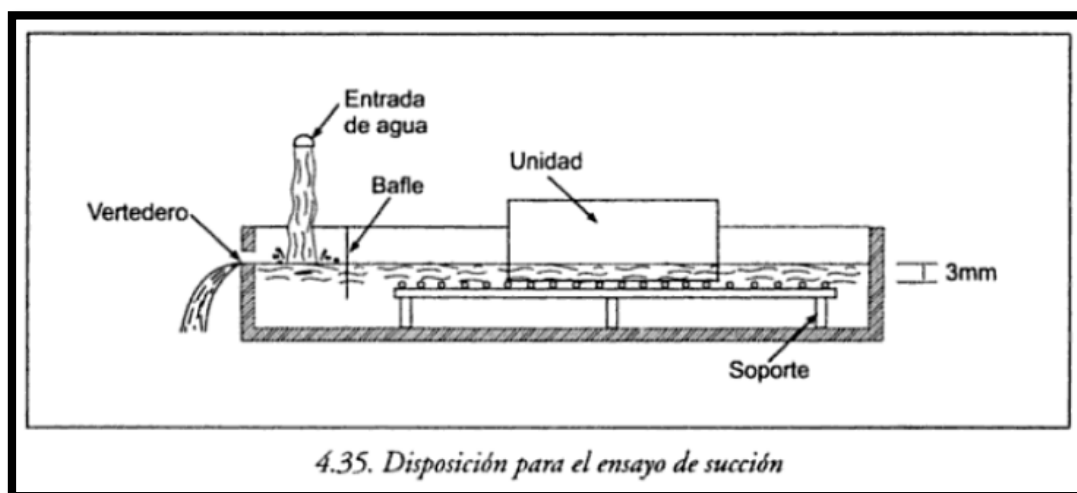 Entrada
de agua
Unidad
Bafle
Vertedero
3mm
Soporte
4.35. Disposición para el ensayo de succión